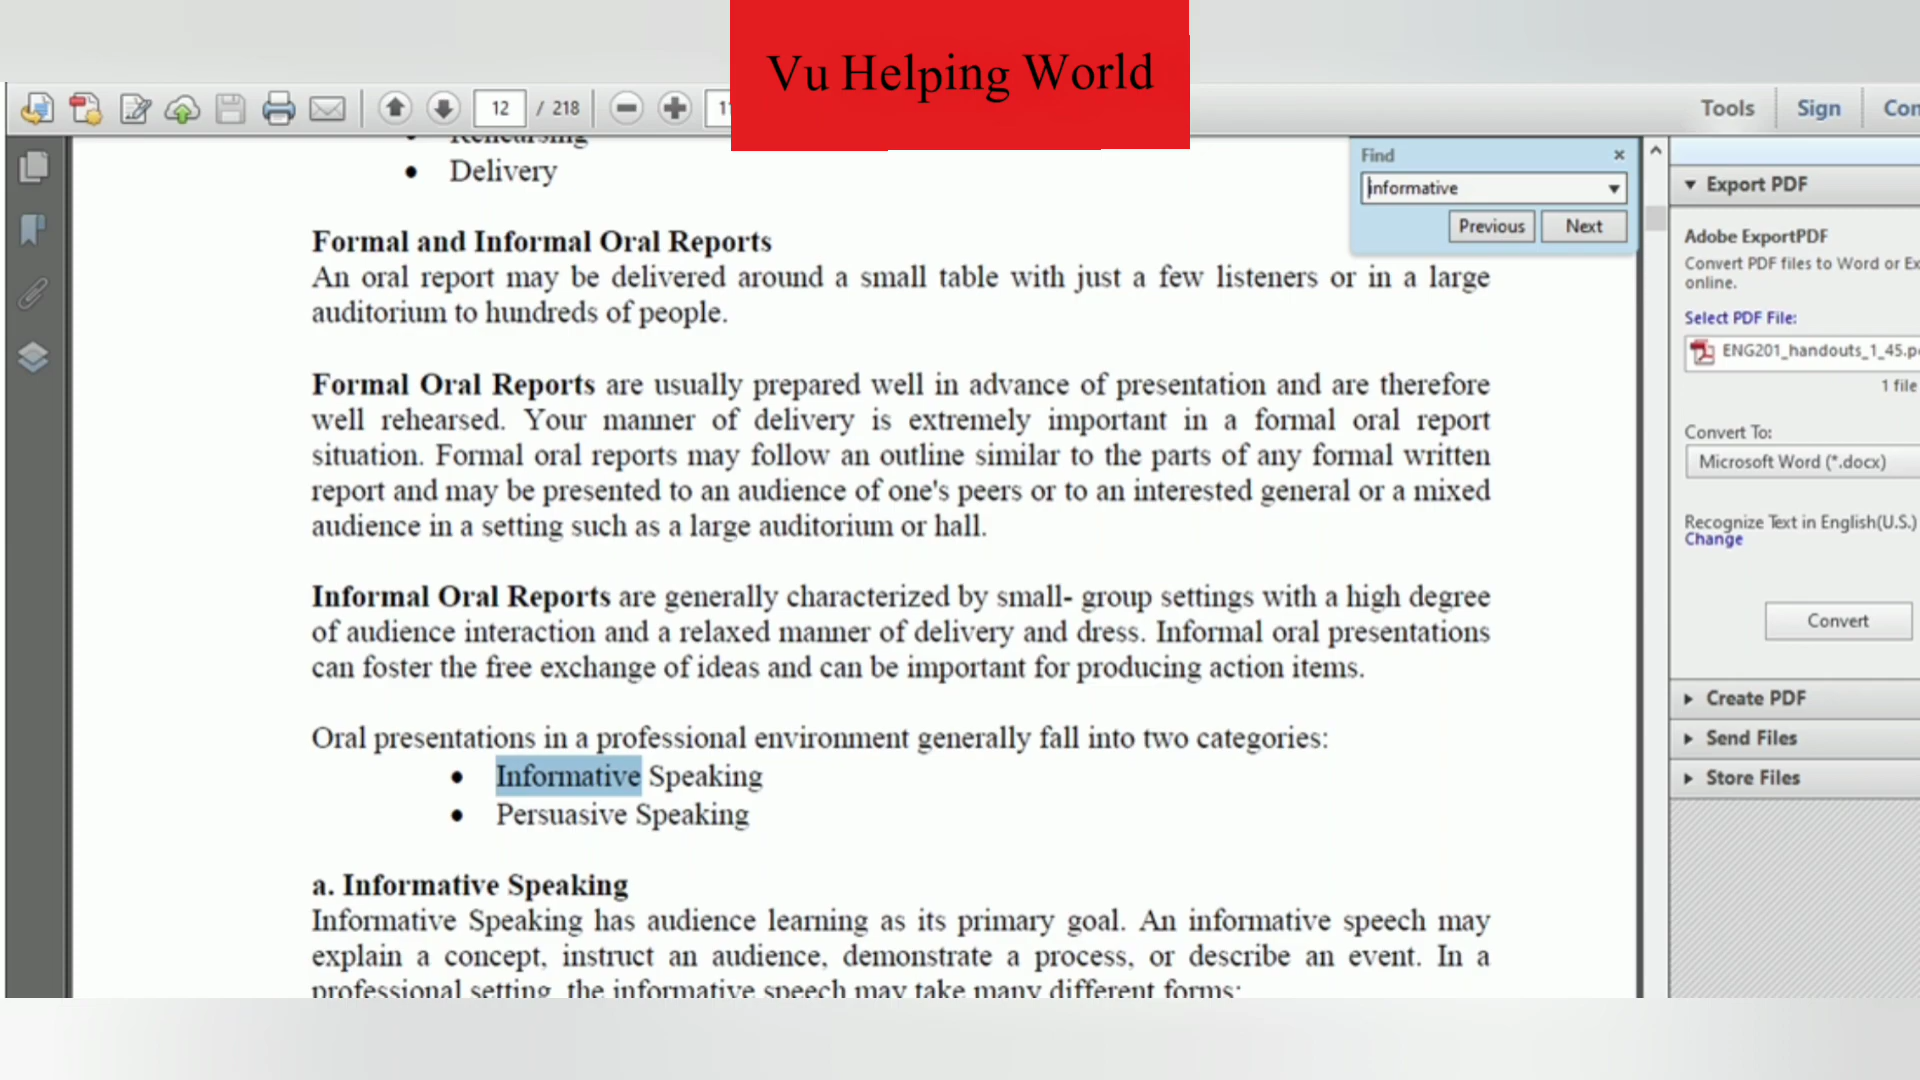 Vu Helping World
12 / 218
Tools
Sign
Rehearsing
• Delivery
Find
informative
Previous
Next
Formal and Informal Oral Reports
An oral report may be delivered around a small table with just a few listeners or in a large
auditorium to hundreds of people.
Formal Oral Reports are usually prepared well in advance of presentation and are therefore
well rehearsed. Your manner of delivery is extremely important in a formal oral report
situation. Formal oral reports may follow an outline similar to the parts of any formal written
report and may be presented to an audience of one's peers or to an interested general or a mixed
audience in a setting such as a large auditorium or hall.
Informal Oral Reports are generally characterized by small- group settings with a high degree
of audience interaction and a relaxed manner of delivery and dress. Informal oral presentations
can foster the free exchange of ideas and can be important for producing action items.
Oral presentations in a professional environment generally fall into two categories:
• Informative Speaking
• Persuasive Speaking
a. Informative Speaking
Informative Speaking has audience learning as its primary goal. An informative speech may
explain a concept, instruct an audience, demonstrate a process, or describe an event. In a
professional setting, the informative speech may take many different forms:
Export PDF
Adobe ExportPDF
Convert PDF files to Word or Ex
online.
Select PDF File:
ENG201_handouts_1_45.p
1 file
Convert To:
Microsoft Word (*.docx)
Recognize Text in English(U.S.)
Change
Convert
Create PDF
Send Files
Store Files